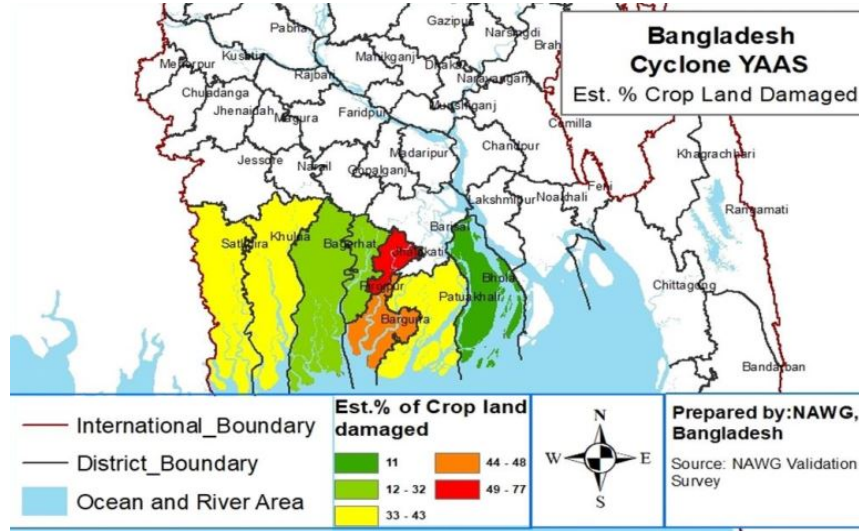 Bangladesh
Cyclone YAAS
Est. % Crop Land Damaged
Pabna
Gazipur
Narsingdi
Brah
Kushtia
Manikganj
Dhaka
Rajbari
Narayanganj
Chuadanga
Faridpur
Munshiganj
Jhenaidah
Magura
Comilla
Madaripur
Chandpur
Khagrachhari
Jessore
Narail
Gopalganj
Feni
Lakshmipur
Noakhali
Rangamati
Barisal
Satkhira
Khulna
Bagerhat
Jhalokati
Bhola
Pirojpur
Patuakhali
Chittagong
Barguna
Bandarban
International_Boundary
District_Boundary
Ocean and River Area
Est.% of Crop land
damaged
11
44 - 48
12 - 32
49 - 77
33 - 43
N
W
E
S
Prepared by:NAWG,
Bangladesh
Source: NAWG Validation
Survey